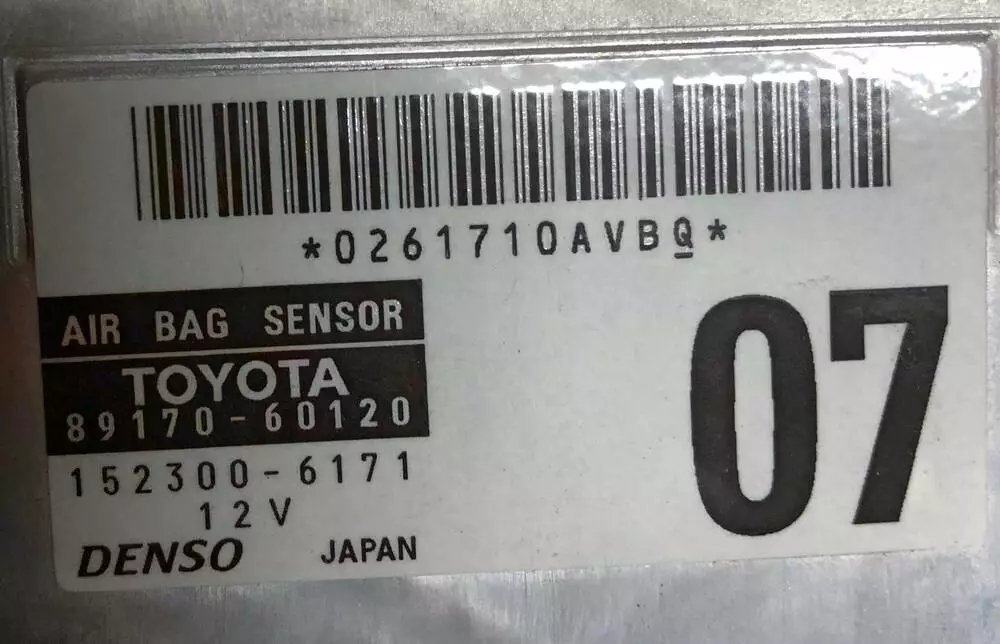 *0261710AVBQ*
AIR BAG SENSOR
07
TOYOTA
89170-60120
152300-6171
12V
DENSO JAPAN